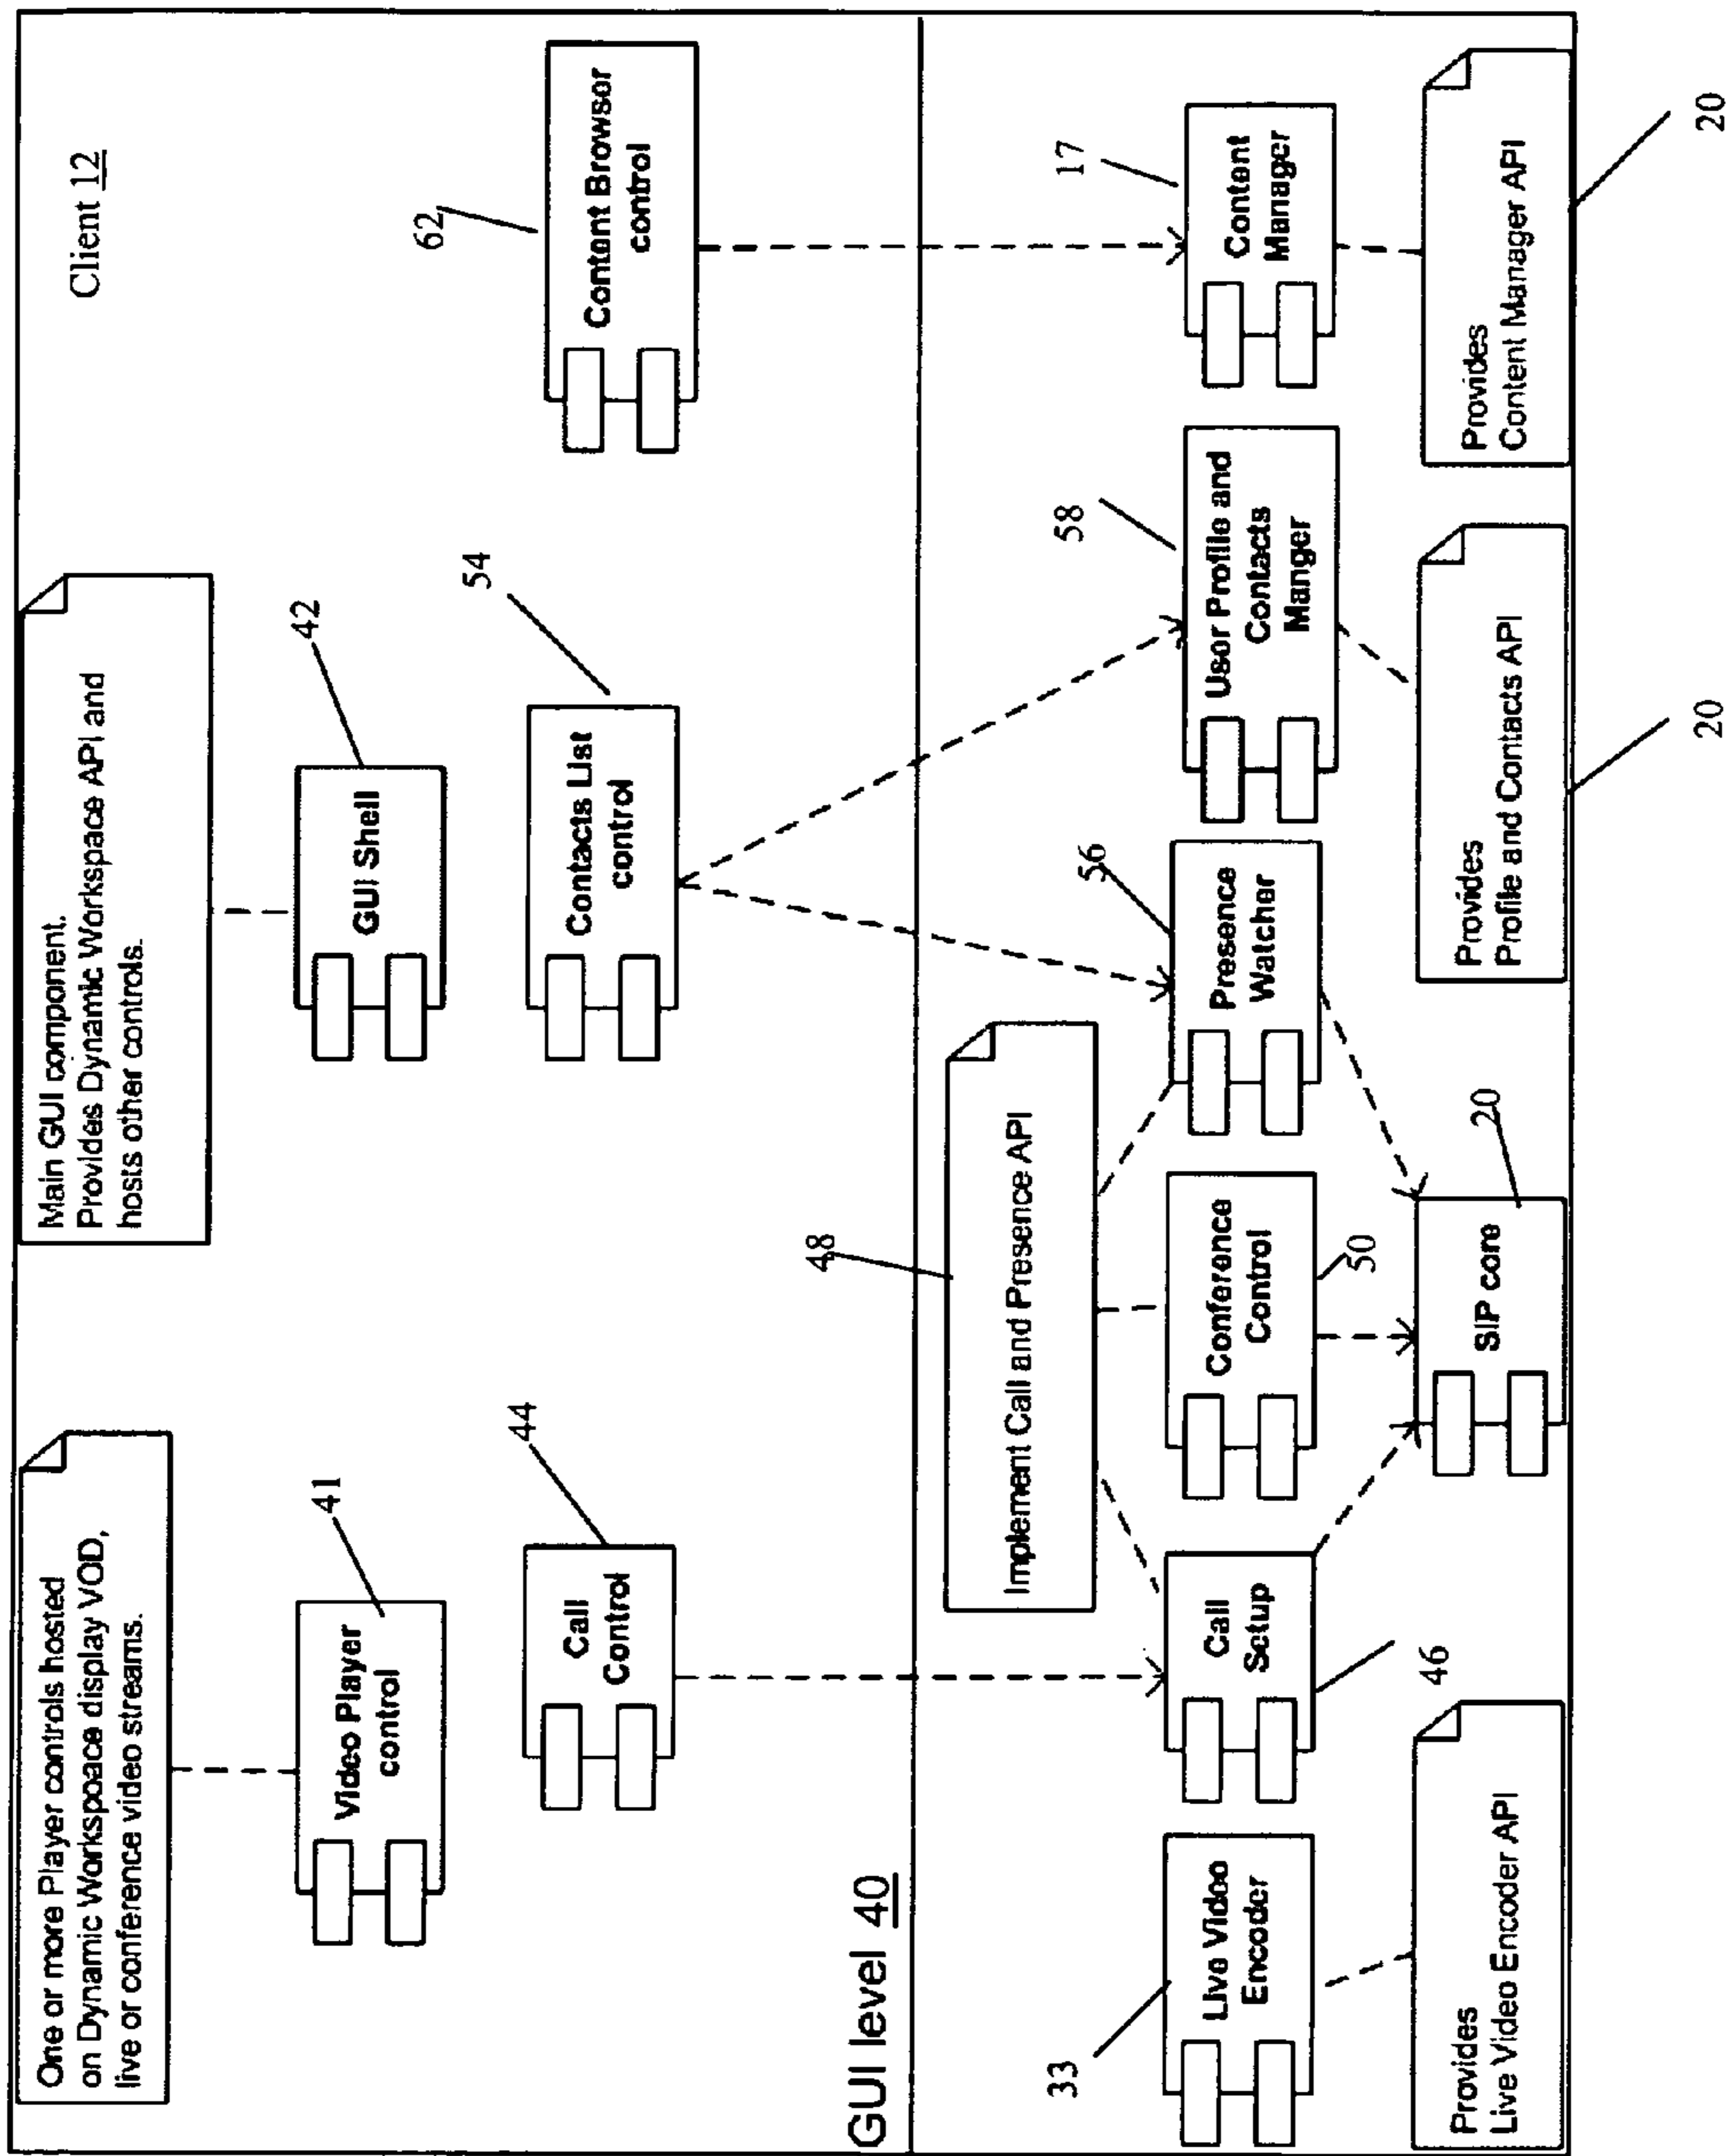 Client 12
One or more Player controls hosted
on Dynamic Workspace display VOD,
live or conference video streams.
Main GUI component.
Provides Dynamic Workspace API and
hosts other controls.
41
Video Player
control
42
GUI Shell
44
Call
Control
54
Contacts List
control
62
Content Browsor
control
GUI level 40
48
Implement Call and Presence API
33
Live Video
Encoder
46
Call
Setup
50
Conference
Control
56
Presence
Watcher
58
Usor Profile and
Contacts
Manger
17
Content
Manager
Provides
Live Video Encoder API
SIP core
20
Provides
Profile and Contacts API
20
Provides
Content Manager API
20